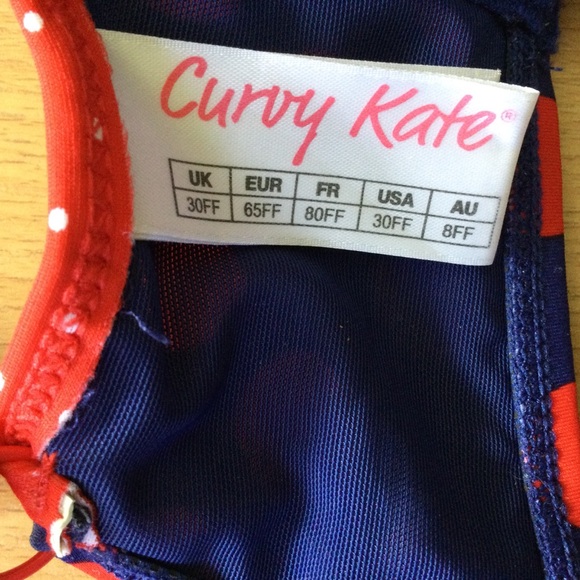 Curvy Kate®
UK EUR FR USA AU
30FF 65FF 80FF 30FF 8FF